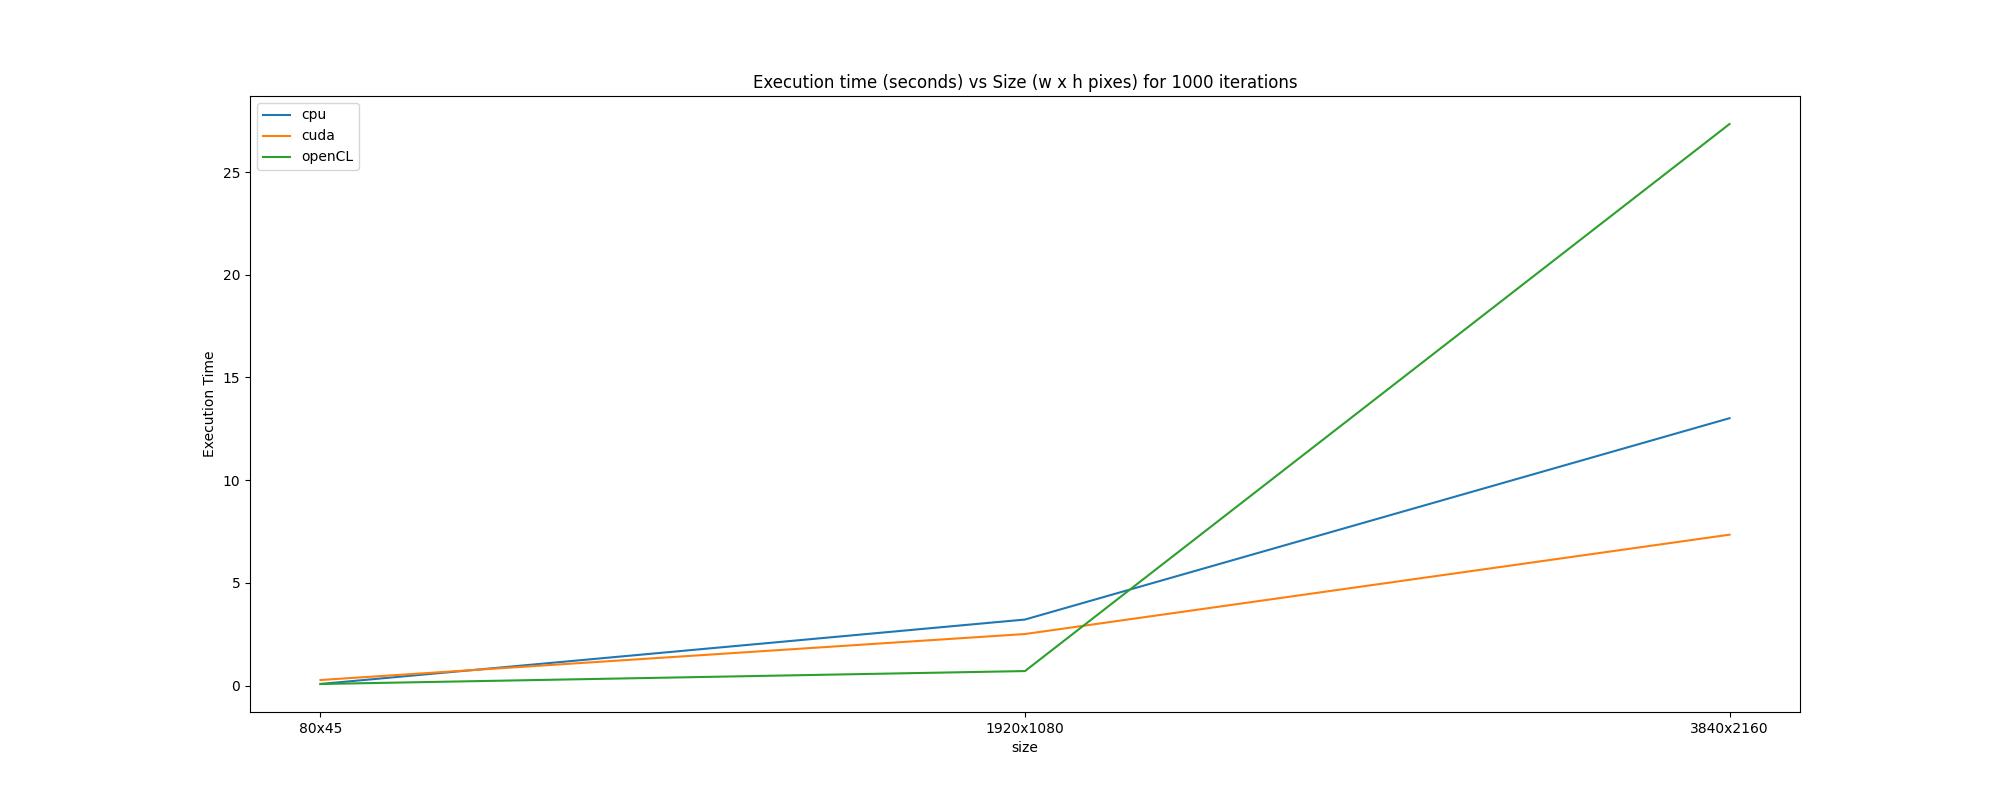 Execution time (seconds) vs Size (w x h pixes) for 1000 iterations
cpu
cuda
openCL
25
20
15
10
5
0
Execution Time
80x45
1920x1080
3840x2160
size